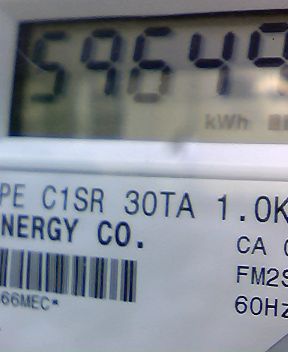 59649
kWh
PE C1SR 30TA 1.0K
NERGY CO.
CA
FM2S
66MEC*
60Hz